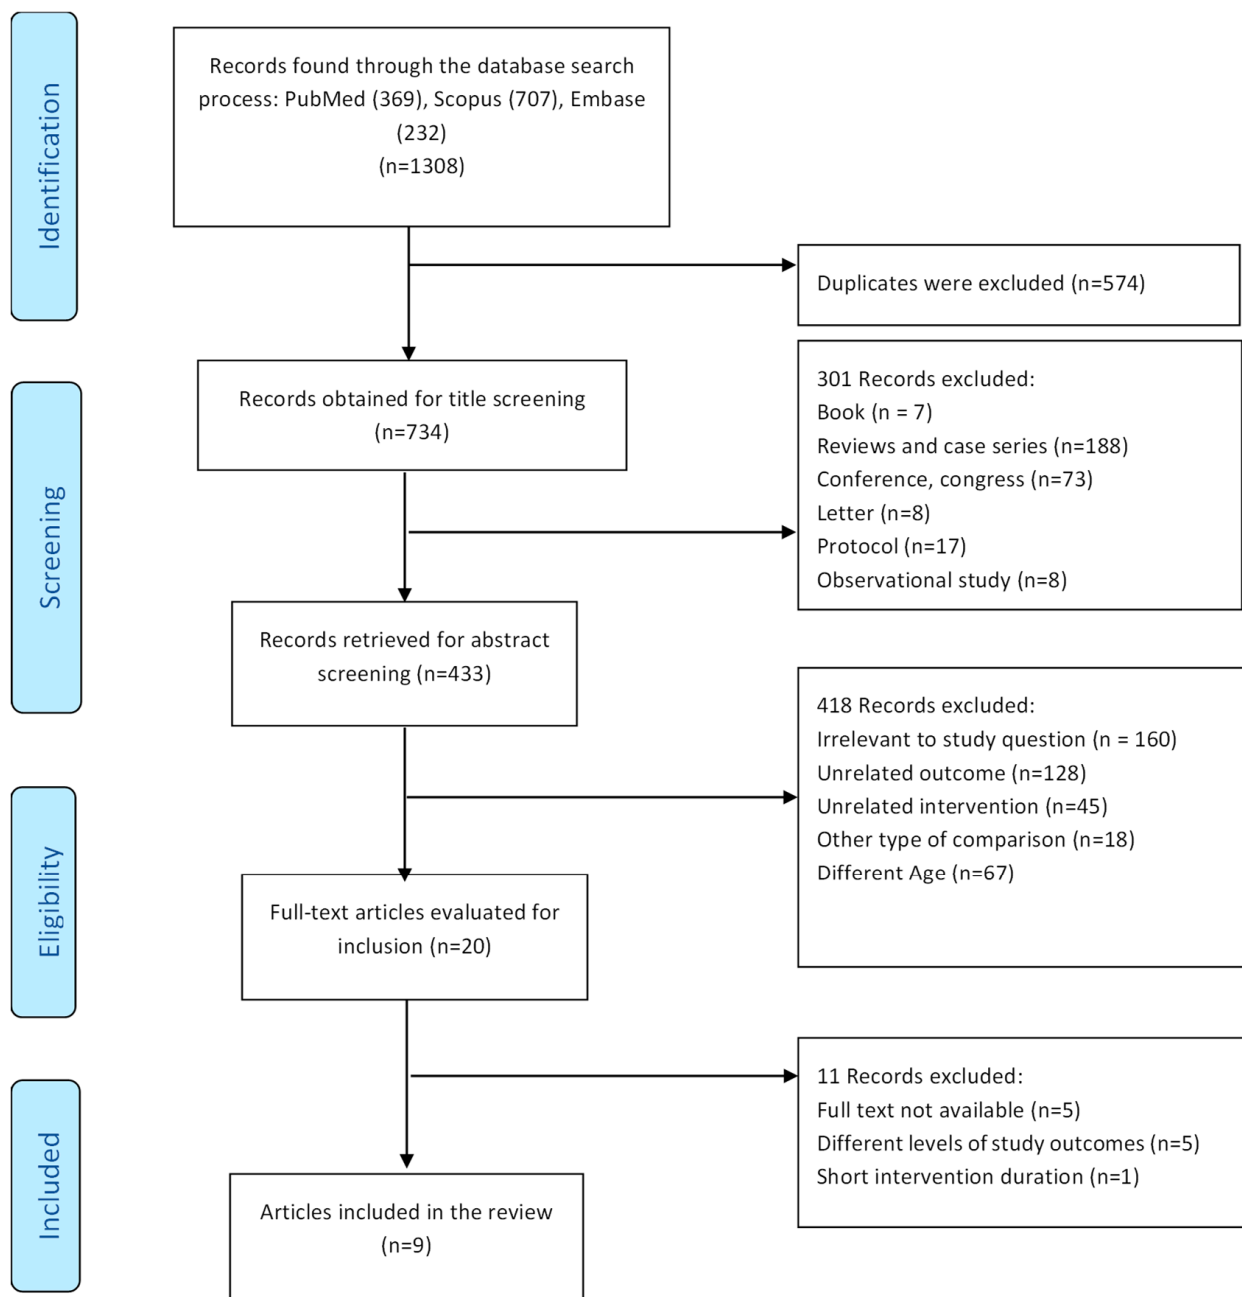 Identification
Records found through the database search
process: PubMed (369), Scopus (707), Embase
(232)
(n=1308)
Duplicates were excluded (n=574)
Screening
Records obtained for title screening
(n=734)
301 Records excluded:
Book (n = 7)
Reviews and case series (n=188)
Conference, congress (n=73)
Letter (n=8)
Protocol (n=17)
Observational study (n=8)
Records retrieved for abstract
screening (n=433)
418 Records excluded:
Irrelevant to study question (n = 160)
Unrelated outcome (n=128)
Unrelated intervention (n=45)
Other type of comparison (n=18)
Different Age (n=67)
Eligibility
Full-text articles evaluated for
inclusion (n=20)
11 Records excluded:
Full text not available (n=5)
Different levels of study outcomes (n=5)
Short intervention duration (n=1)
Included
Articles included in the review
(n=9)